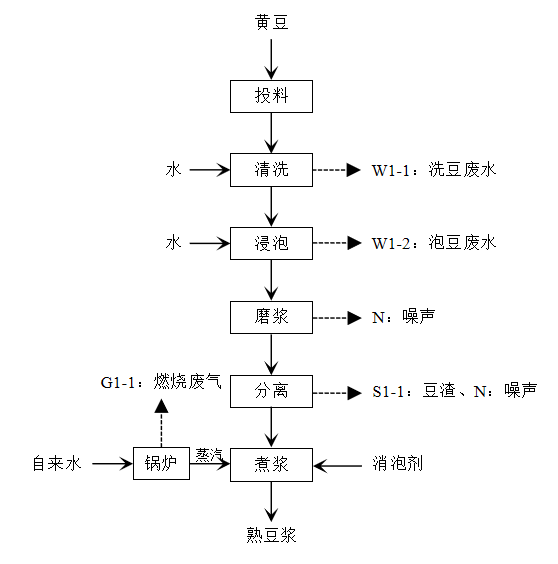 黄豆
投料
水
清洗
W1-1：洗豆废水
水
浸泡
W1-2：泡豆废水
磨浆
N：噪声
G1-1：燃烧废气
分离
S1-1：豆渣、N：噪声
自来水
锅炉
蒸汽
煮浆
消泡剂
熟豆浆